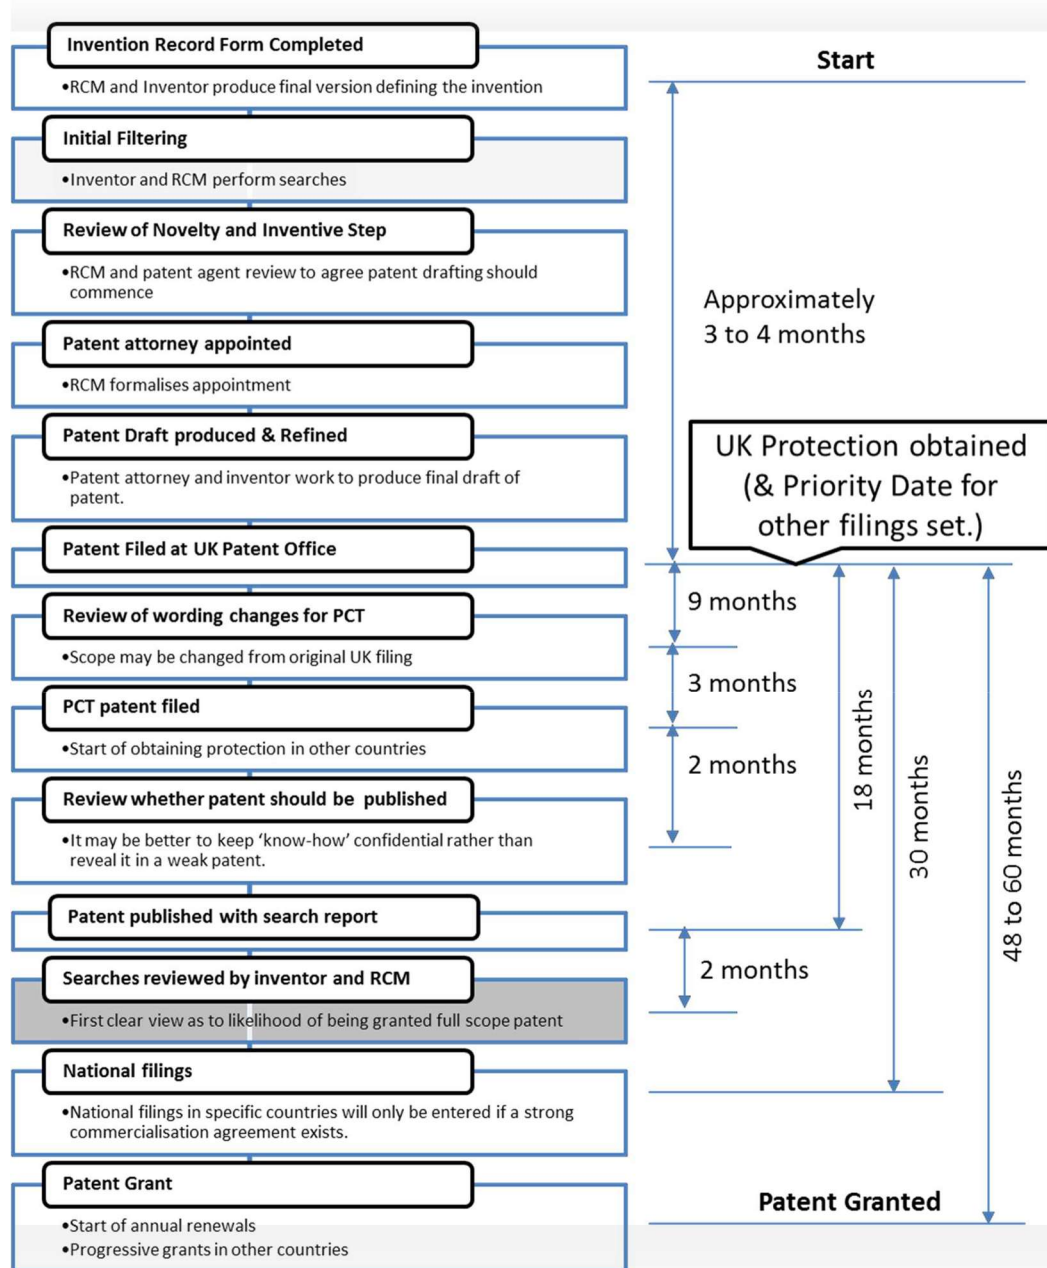 Invention Record Form Completed
•RCM and Inventor produce final version defining the invention
Initial Filtering
•Inventor and RCM perform searches
Review of Novelty and Inventive Step
•RCM and patent agent review to agree patent drafting should
commence
Patent attorney appointed
•RCM formalises appointment
Patent Draft produced & Refined
•Patent attorney and inventor work to produce final draft of
patent.
Patent Filed at UK Patent Office
Review of wording changes for PCT
•Scope may be changed from original UK filing
PCT patent filed
•Start of obtaining protection in other countries
Review whether patent should be published
•It may be better to keep ‘know-how’ confidential rather than
reveal it in a weak patent.
Patent published with search report
Searches reviewed by inventor and RCM
•First clear view as to likelihood of being granted full scope patent
National filings
•National filings in specific countries will only be entered if a strong
commercialisation agreement exists.
Patent Grant
•Start of annual renewals
•Progressive grants in other countries
Start
Approximately
3 to 4 months
UK Protection obtained
(& Priority Date for
other filings set.)
9 months
3 months
2 months
18 months
30 months
48 to 60 months
2 months
Patent Granted